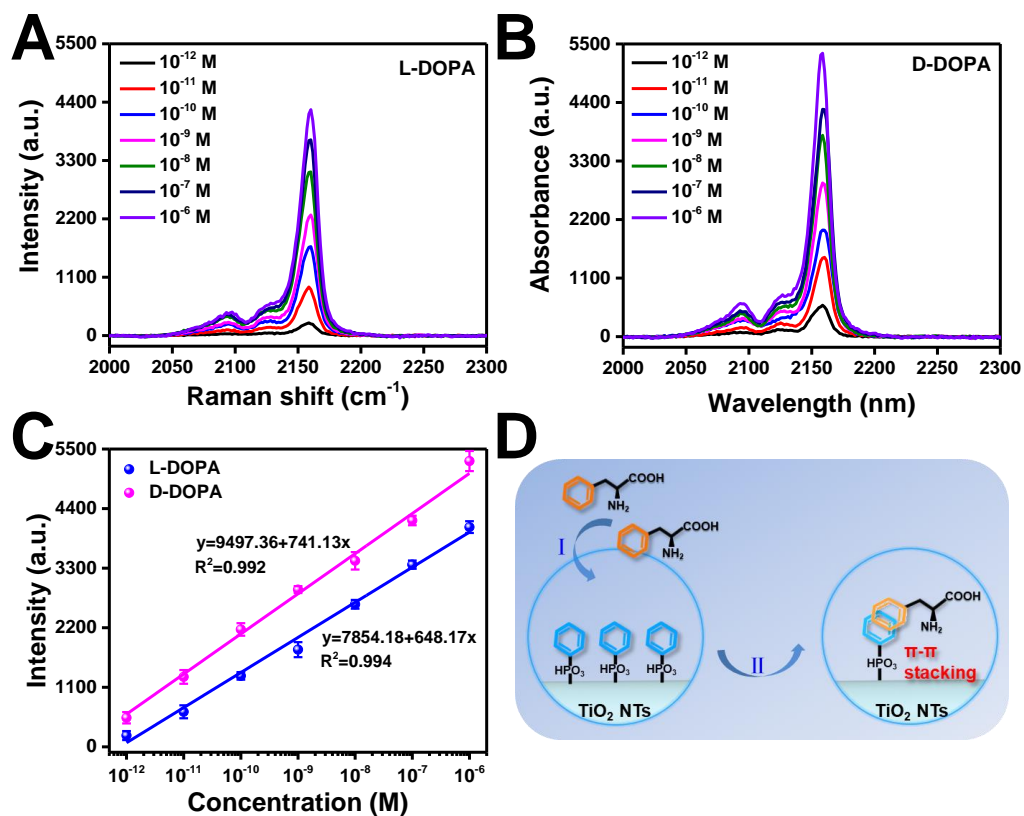 A
5500
4400
3300
2200
1100
0
Intensity (a.u.)
10⁻¹² M
10⁻¹¹ M
10⁻¹⁰ M
10⁻⁹ M
10⁻⁸ M
10⁻⁷ M
10⁻⁶ M
L-DOPA
2000 2050 2100 2150 2200 2250 2300
Raman shift (cm⁻¹)
B
5500
4400
3300
2200
1100
0
Absorbance (a.u.)
10⁻¹² M
10⁻¹¹ M
10⁻¹⁰ M
10⁻⁹ M
10⁻⁸ M
10⁻⁷ M
10⁻⁶ M
D-DOPA
2000 2050 2100 2150 2200 2250 2300
Wavelength (nm)
C
5500
4400
3300
2200
1100
0
Intensity (a.u.)
L-DOPA
D-DOPA
y=9497.36+741.13x
R²=0.992
y=7854.18+648.17x
R²=0.994
10⁻¹² 10⁻¹¹ 10⁻¹⁰ 10⁻⁹ 10⁻⁸ 10⁻⁷ 10⁻⁶
Concentration (M)
D
COOH
NH₂
COOH
NH₂
I
HPO₃ HPO₃ HPO₃
TiO₂ NTs
II
COOH
NH₂
HPO₃
π-π
stacking
TiO₂ NTs